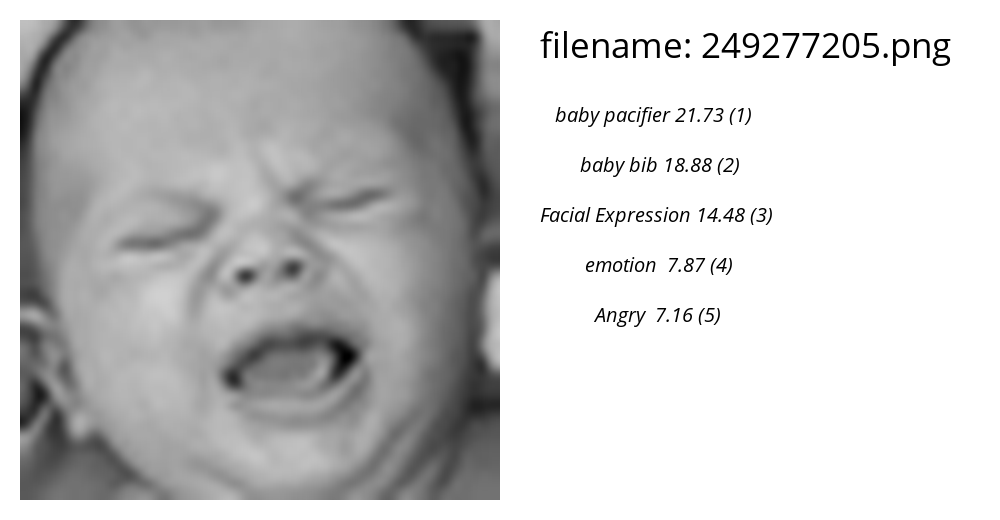 filename: 249277205.png
baby pacifier 21.73 (1)
baby bib 18.88 (2)
Facial Expression 14.48 (3)
emotion  7.87 (4)
Angry  7.16 (5)